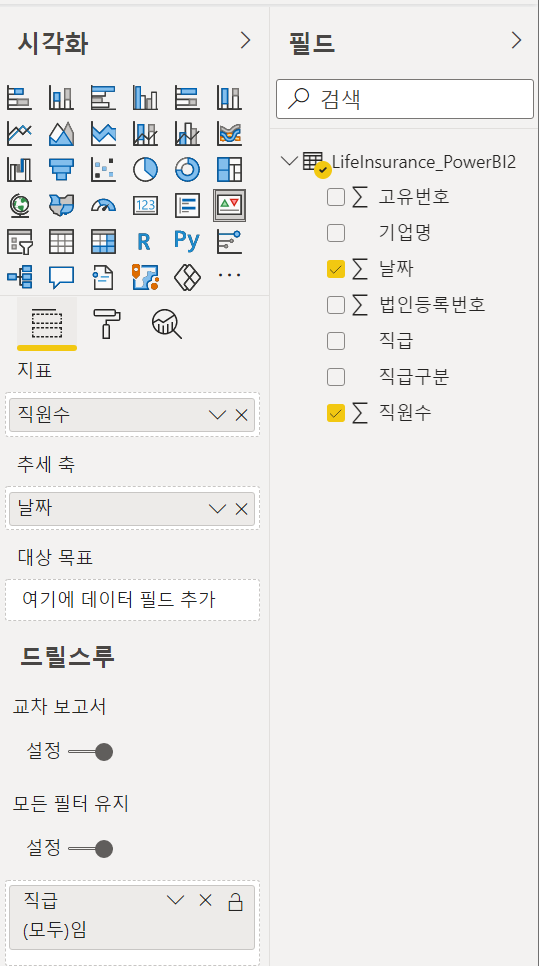 시각화
123
R
Py
...
지표
직원수
추세 축
날짜
대상 목표
여기에 데이터 필드 추가
드릴스루
교차 보고서
설정
모든 필터 유지
설정
직급
(모두)임
필드
검색
LifeInsurance_PowerBI2
∑ 고유번호
기업명
∑ 날짜
∑ 법인등록번호
직급
직급구분
∑ 직원수